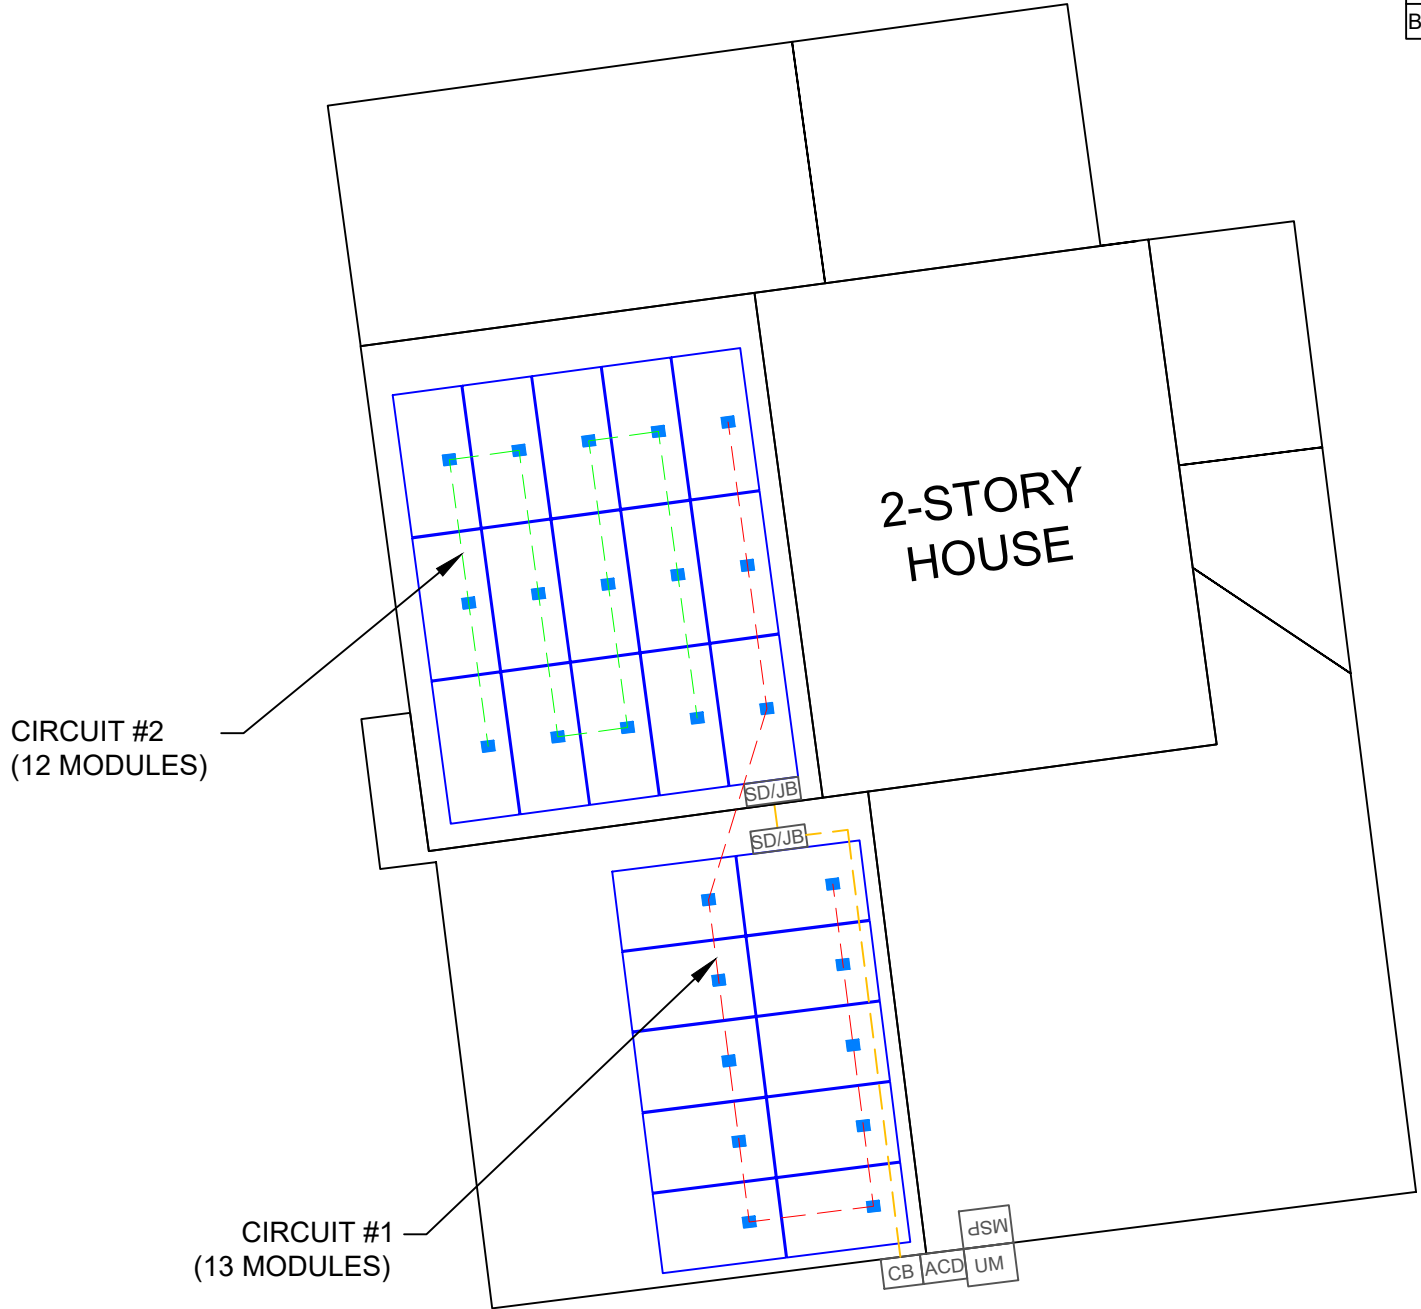 B
2-STORY
HOUSE
CIRCUIT #2
(12 MODULES)
SD/JB
SD/JB
CIRCUIT #1
(13 MODULES)
MSP
CB
ACD
UM